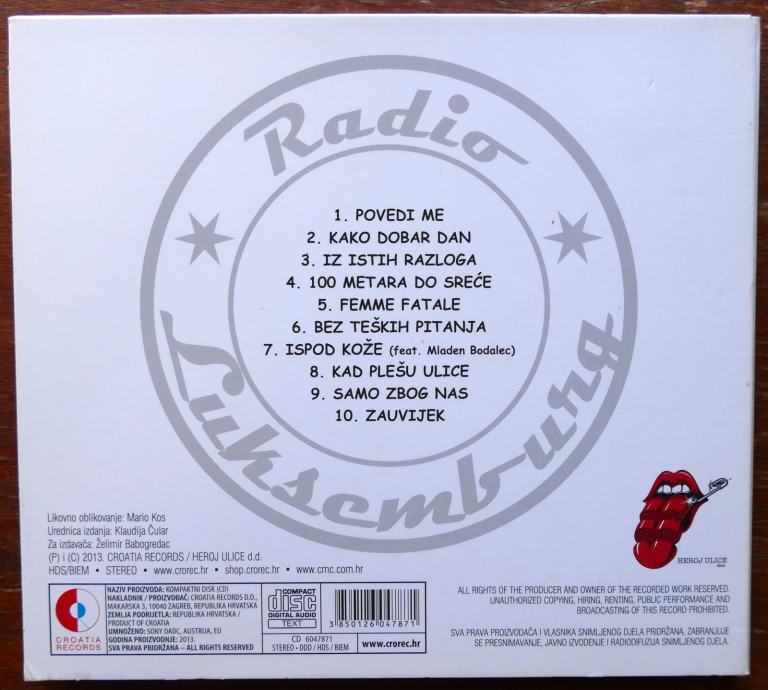 Radio
1. POVEDI ME
2. KAKO DOBAR DAN
3. IZ ISTIH RAZLOGA
4. 100 METARA DO SREĆE
5. FEMME FATALE
6. BEZ TEŠKIH PITANJA
7. ISPOD KOŽE (feat. Mladen Bodalec)
8. KAD PLEŠU ULICE
9. SAMO ZBOG NAS
10. ZAUVIJEK
Luksemburg
Likovno oblikovanje: Mario Kos
Urednica izdanja: Klaudija Čular
Za izdavača: Želimir Babogredac
(P) i (C) 2013. CROATIA RECORDS / HEROJ ULICE d.d.
HDS/BIEM • STEREO • www.crorec.hr • shop.crorec.hr • www.cmc.com.hr
HEROJ ULICE
CROATIA
RECORDS
NAZIV PROIZVODA: KOMPAKTNI DISK (CD)
NAKLADNIK / PROIZVOĐAČ: CROATIA RECORDS D.D.,
MAKARSKA 3, 10040 ZAGREB, REPUBLIKA HRVATSKA
ZEMLJA PODRIJETLA: REPUBLIKA HRVATSKA /
PRODUCT OF CROATIA
UMNOŽENO: SONY DADC, AUSTRIJA, EU
GODINA PROIZVODNJE: 2013.
SVA PRAVA PRIDRŽANA – ALL RIGHTS RESERVED
COMPACT
disc
DIGITAL AUDIO
TEXT
CD 6047871
STEREO • DDD / HDS / BIEM
3 850126 047871
www.crorec.hr
ALL RIGHTS OF THE PRODUCER AND OWNER OF THE RECORDED WORK RESERVED.
UNAUTHORIZED COPYING, HIRING, RENTING, PUBLIC PERFORMANCE AND
BROADCASTING OF THIS RECORD PROHIBITED.
SVA PRAVA PROIZVOĐAČA I VLASNIKA SNIMLJENOG DJELA PRIDRŽANA, ZABRANJUJE
SE PRESNIMAVANJE, JAVNO IZVOĐENJE I RADIODIFUZIJA SNIMLJENOG DJELA.